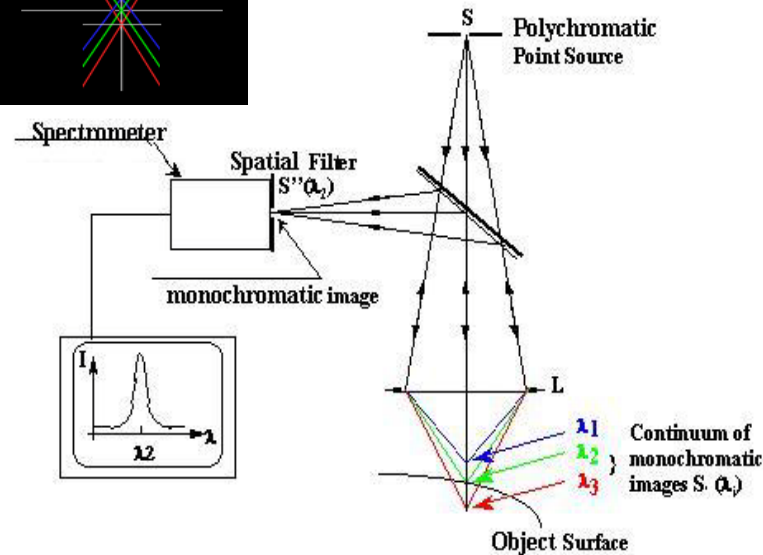 S
Polychromatic
Point Source
Spectrometer
Spatial Filter
S''(λ2)
monochromatic image
L
I
λ
λ2
λ1
λ2
λ3
}
Continuum of
monochromatic
images S. (λi)
Object Surface